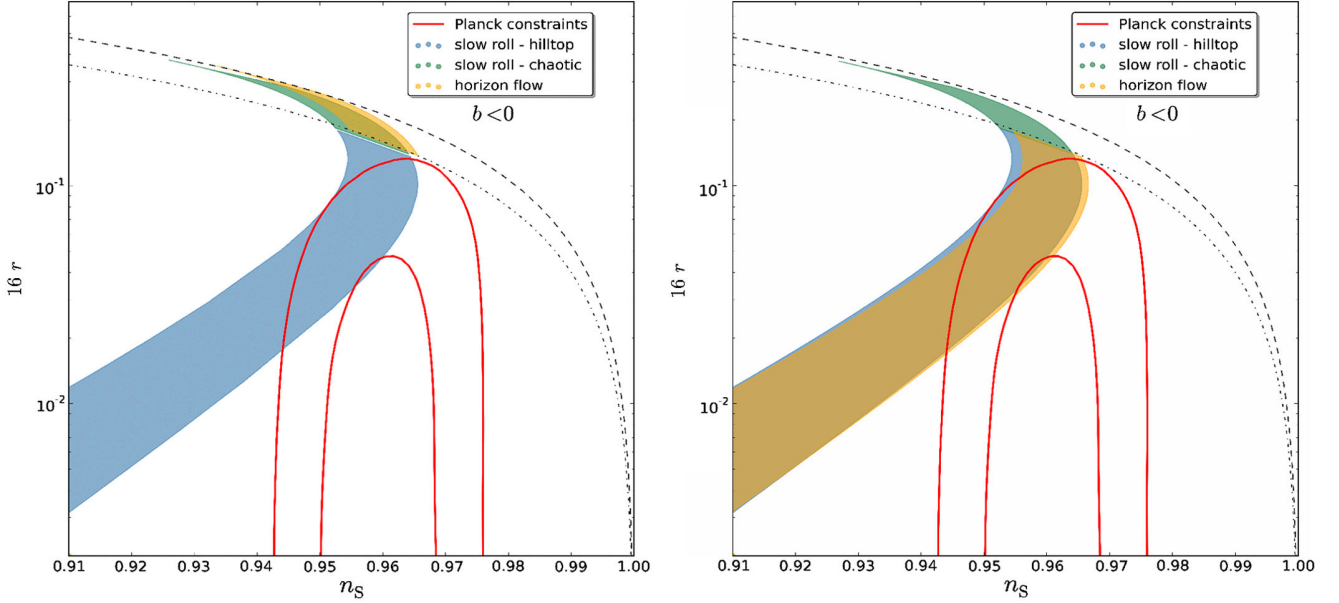 Planck constraints
slow roll - hilltop
slow roll - chaotic
horizon flow
b<0
16 r
10⁻¹
10⁻²
0.91 0.92 0.93 0.94 0.95 0.96 0.97 0.98 0.99 1.00
n_S
Planck constraints
slow roll - hilltop
slow roll - chaotic
horizon flow
b<0
16 r
10⁻¹
10⁻²
0.91 0.92 0.93 0.94 0.95 0.96 0.97 0.98 0.99 1.00
n_S